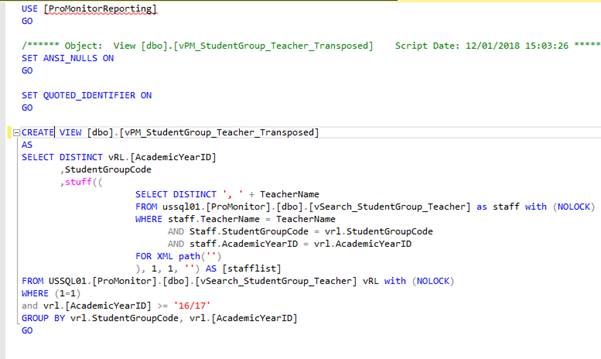 USE [ProMonitorReporting]
GO
/****** Object:  View [dbo].[vPM_StudentGroup_Teacher_Transposed]    Script Date: 12/01/2018 15:03:26 *****
SET ANSI_NULLS ON
GO
SET QUOTED_IDENTIFIER ON
GO
CREATE VIEW [dbo].[vPM_StudentGroup_Teacher_Transposed]
AS
SELECT DISTINCT vRL.[AcademicYearID]
,StudentGroupCode
,stuff((
SELECT DISTINCT ', ' + TeacherName
FROM ussql01.[ProMonitor].[dbo].[vSearch_StudentGroup_Teacher] as staff with (NOLOCK)
WHERE staff.TeacherName = TeacherName
AND Staff.StudentGroupCode = vrl.StudentGroupCode
AND staff.AcademicYearID = vrl.AcademicYearID
FOR XML path('')
), 1, 1, '') AS [stafflist]
FROM USSQL01.[ProMonitor].[dbo].[vSearch_StudentGroup_Teacher] vRL with (NOLOCK)
WHERE (1=1)
and vrl.[AcademicYearID] >= '16/17'
GROUP BY vrl.StudentGroupCode, vrl.[AcademicYearID]
GO